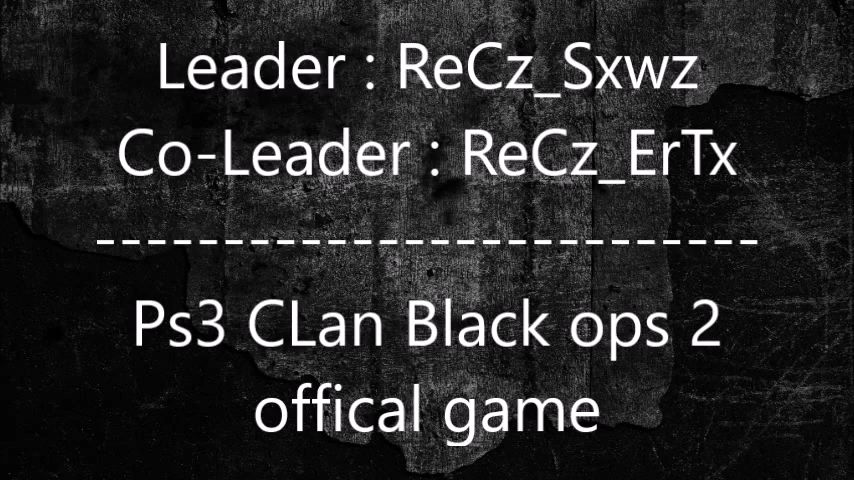 Leader : ReCz_Sxwz
Co-Leader : ReCz_ErTx
---------------------------
Ps3 CLan Black ops 2
offical game